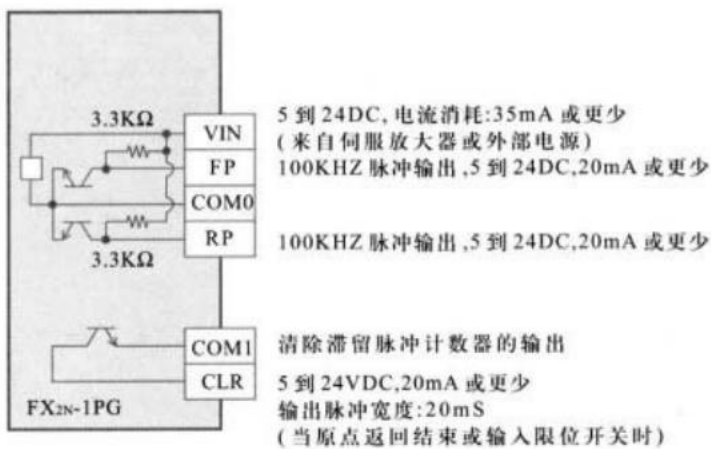 3.3KΩ
VIN
5 到 24DC, 电流消耗:35mA 或更少
(来自伺服放大器或外部电源)
FP
100KHZ 脉冲输出,5 到 24DC,20mA 或更少
COM0
RP
100KHZ 脉冲输出,5 到 24DC,20mA 或更少
3.3KΩ
COM1
清除滞留脉冲计数器的输出
CLR
5 到 24VDC,20mA 或更少
输出脉冲宽度:20mS
(当原点返回结束或输入限位开关时)
FX2N-1PG